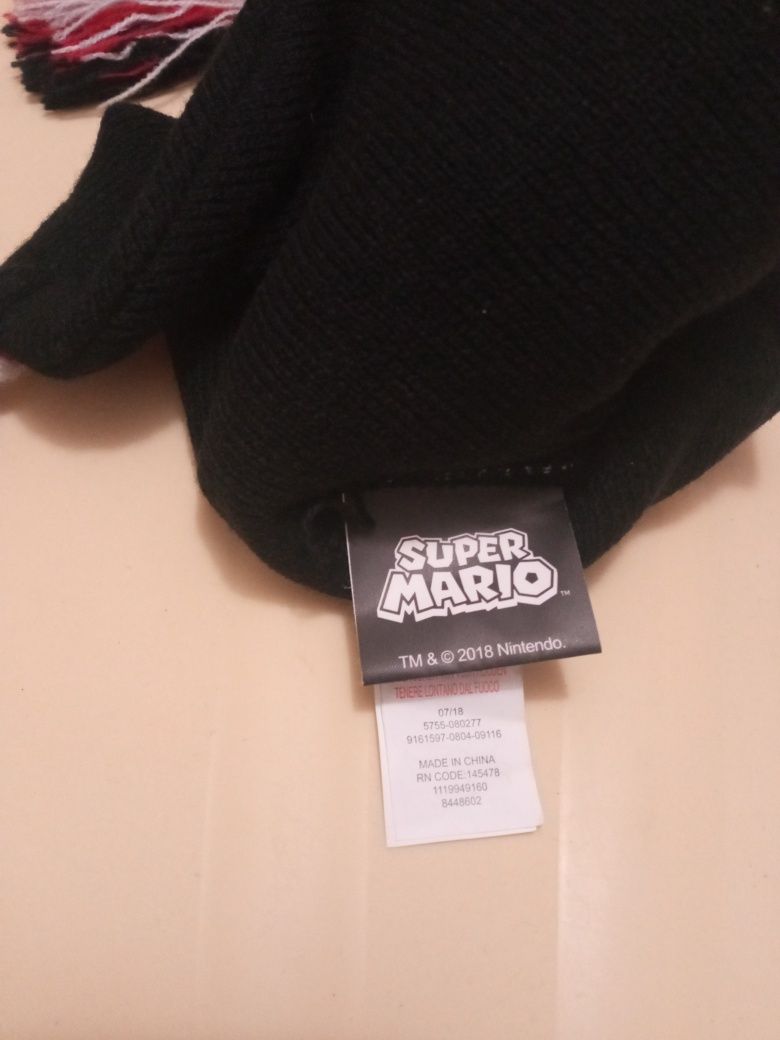 SUPER
MARIO™
TM & © 2018 Nintendo.
TENERE LONTANO DAL FUOCO
07/18
5755-080277
9161597-0804-09116
MADE IN CHINA
RN CODE:145478
1119949160
8448602